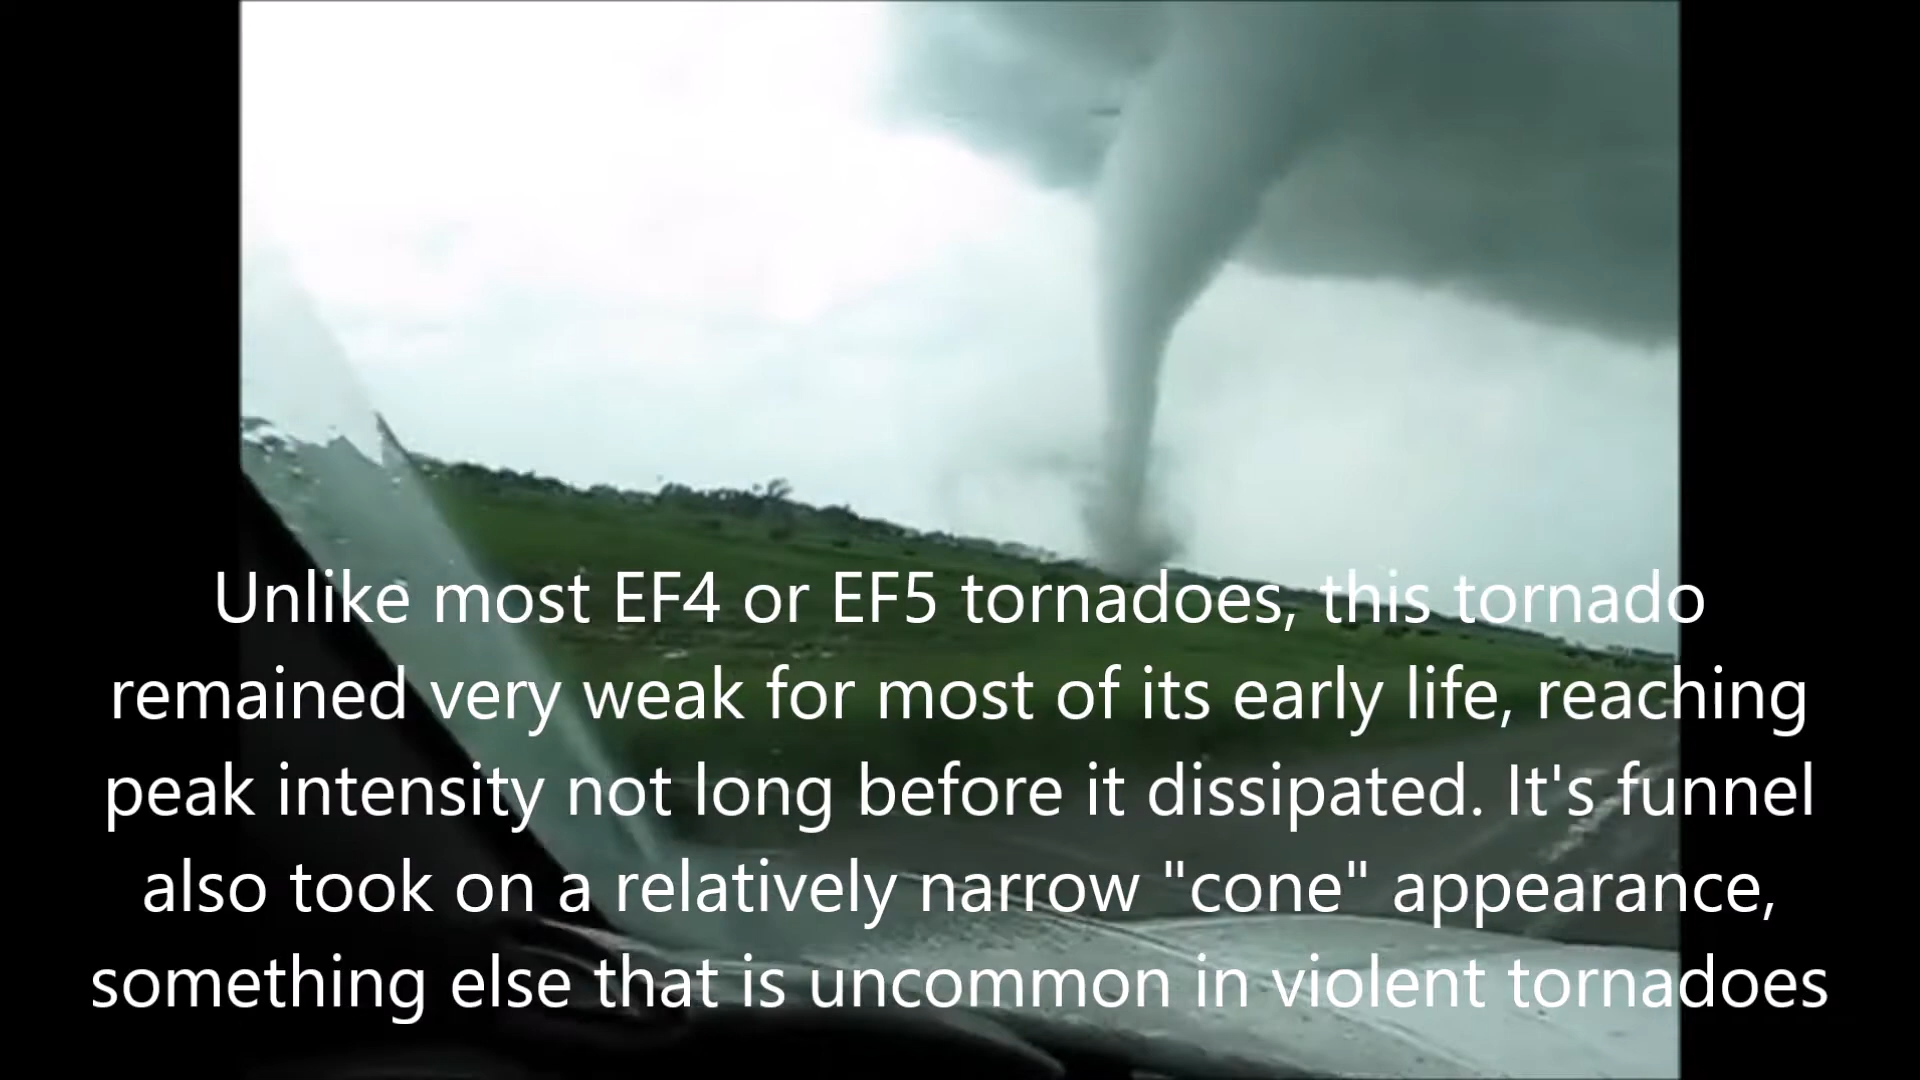 Unlike most EF4 or EF5 tornadoes, this tornado
remained very weak for most of its early life, reaching
peak intensity not long before it dissipated. It's funnel
also took on a relatively narrow "cone" appearance,
something else that is uncommon in violent tornadoes